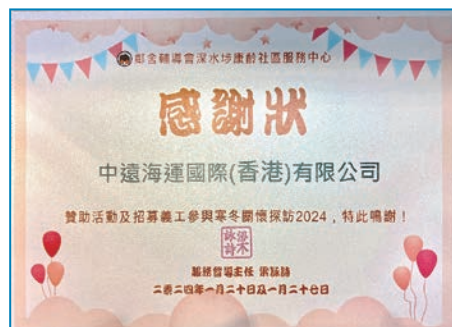 鄰舍輔導會深水埗康齡社區服務中心
感謝狀
中遠海運國際(香港)有限公司
贊助活動及招募義工參與寒冬關懷探訪2024，特此鳴謝！
服務督導主任 梁詠詩
二零二四年一月二十日及一月二十七日